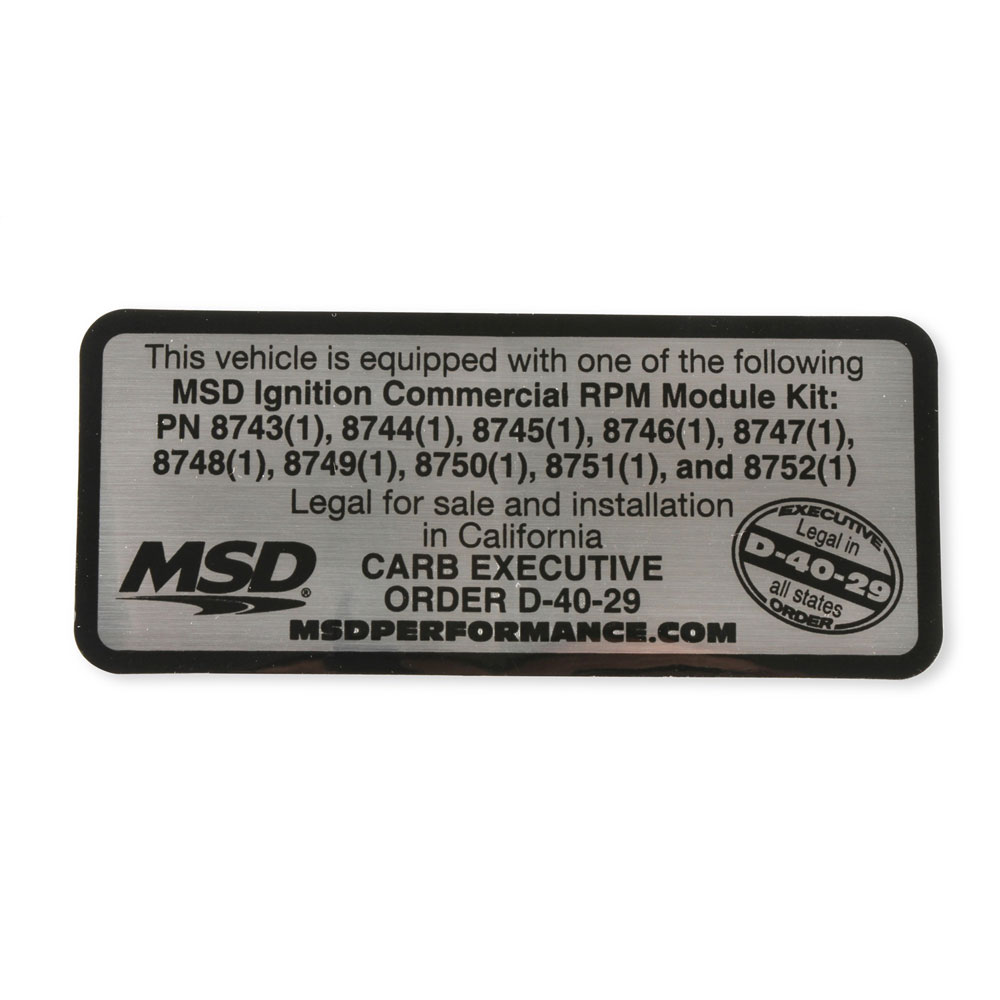 This vehicle is equipped with one of the following
MSD Ignition Commercial RPM Module Kit:
PN 8743(1), 8744(1), 8745(1), 8746(1), 8747(1),
8748(1), 8749(1), 8750(1), 8751(1), and 8752(1)
Legal for sale and installation
in California
CARB EXECUTIVE
ORDER D-40-29
MSDPERFORMANCE.COM
MSD®
EXECUTIVE
Legal in
D-40-29
all states
ORDER